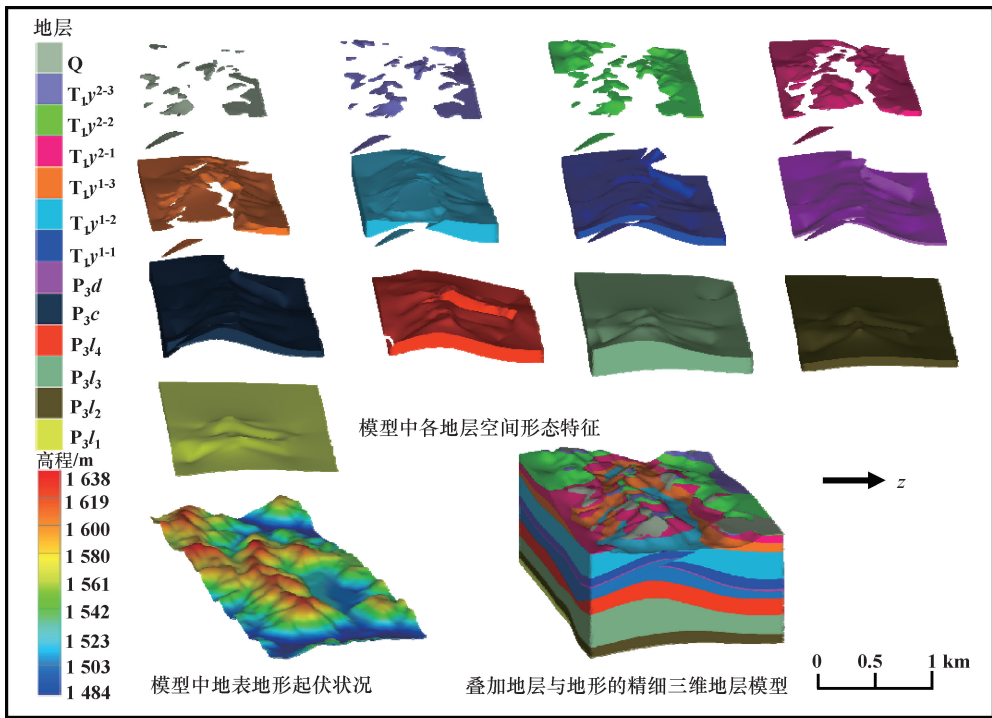 地层
Q
T₁y²⁻³
T₁y²⁻²
T₁y²⁻¹
T₁y¹⁻³
T₁y¹⁻²
T₁y¹⁻¹
P₃d
P₃c
P₃l₄
P₃l₃
P₃l₂
P₃l₁
高程/m
1 638
1 619
1 600
1 580
1 561
1 542
1 523
1 503
1 484
模型中各地层空间形态特征
z
模型中地表地形起伏状况
叠加地层与地形的精细三维地层模型
0 0.5 1 km